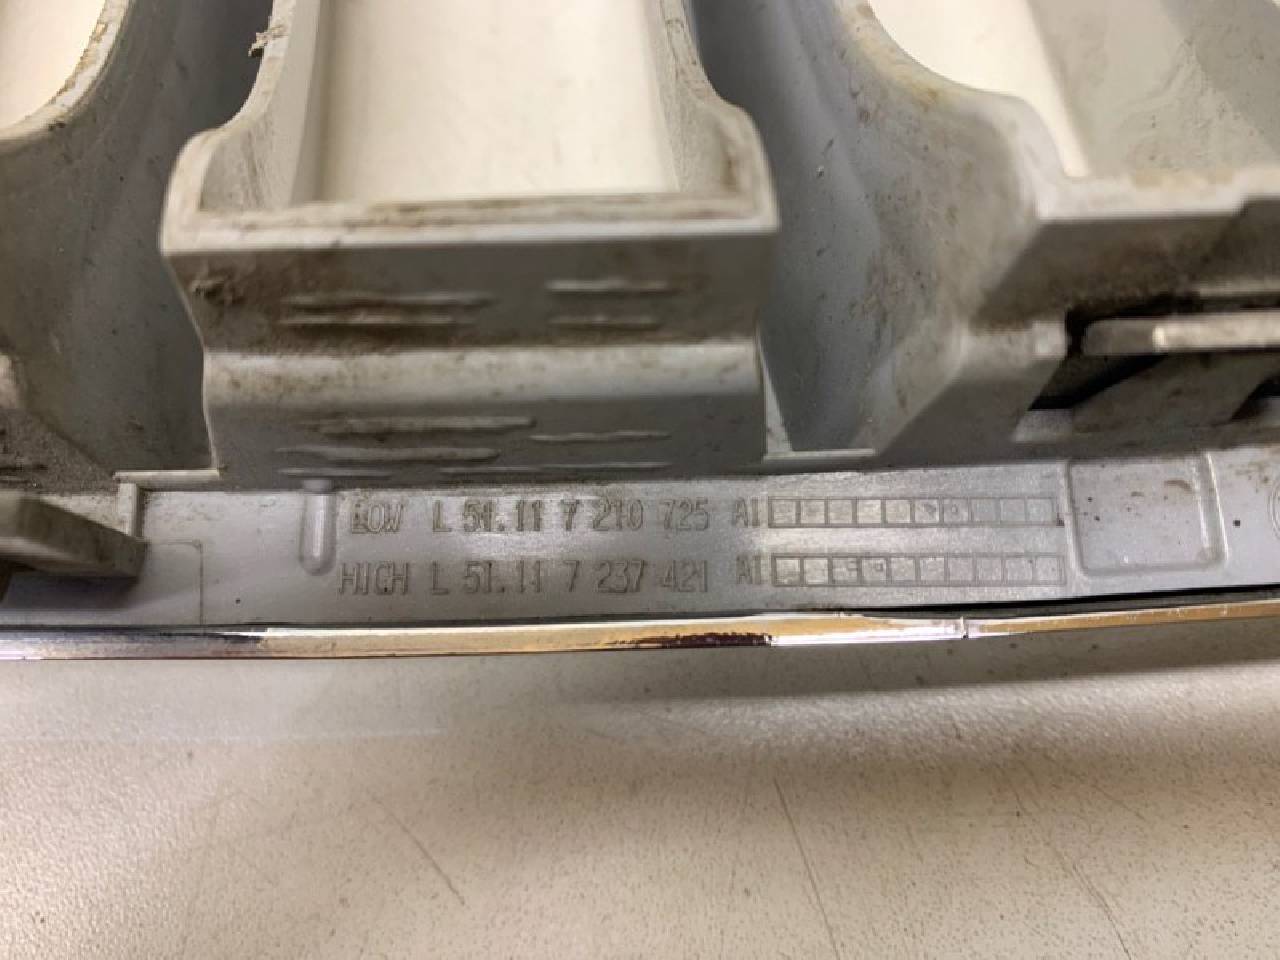 LOW L 51.11 7 210 725 AI
HIGH L 51.11 7 237 421 AI